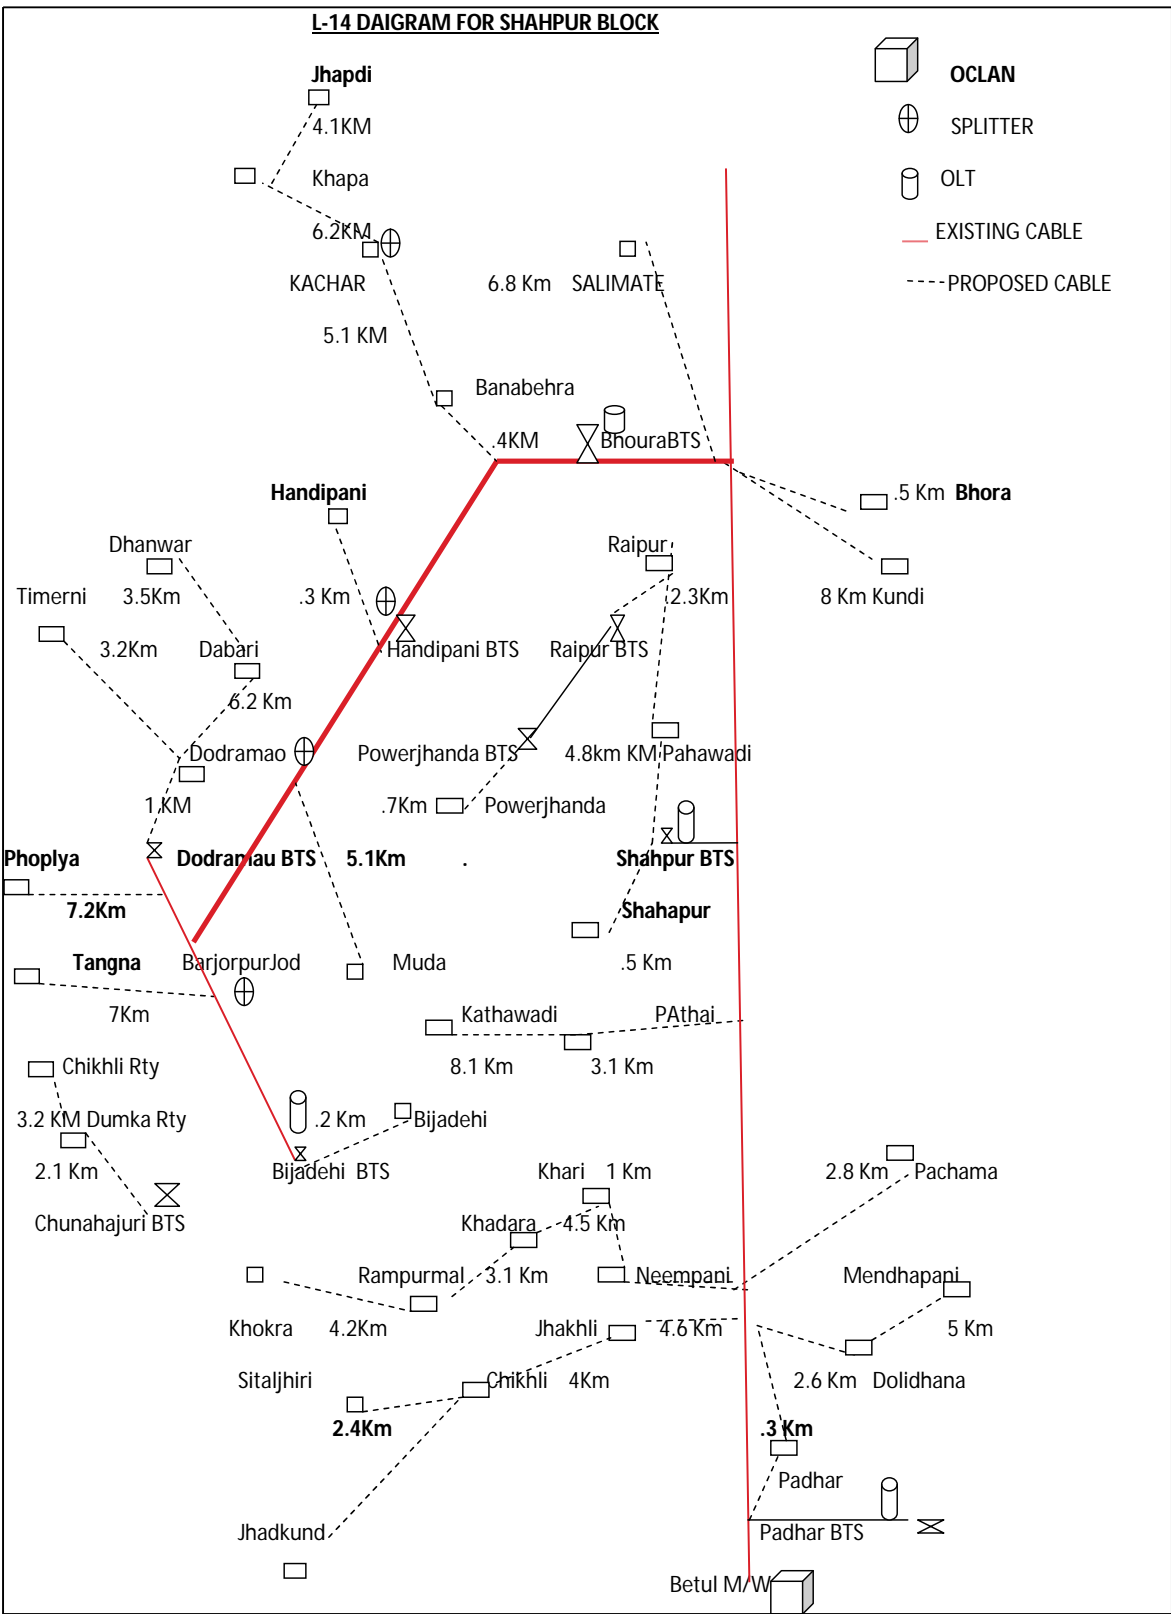 L-14 DAIGRAM FOR SHAHPUR BLOCK
OCLAN
Jhapdi
4.1KM
SPLITTER
Khapa
OLT
6.2KM
EXISTING CABLE
KACHAR
6.8 Km SALIMATE
PROPOSED CABLE
5.1 KM
Banabehra
.4KM
BhouraBTS
Handipani
.5 Km Bhora
Dhanwar
Raipur
Timerni 3.5Km
.3 Km
2.3Km
8 Km Kundi
3.2Km Dabari
Handipani BTS
Raipur BTS
6.2 Km
Dodramao
Powerjhanda BTS
4.8km KM Pahawadi
1 KM
.7Km
Powerjhanda
Phoplya
Dodramau BTS 5.1Km .
Shahpur BTS
7.2Km
Shahapur
Tangna
BarjorpurJod
Muda
.5 Km
7Km
Kathawadi
PAthai
Chikhli Rty
8.1 Km
3.1 Km
3.2 KM Dumka Rty
.2 Km
Bijadehi
2.1 Km
Bijadehi BTS
Khari 1 Km
2.8 Km Pachama
Chunahajuri BTS
Khadara 4.5 Km
Rampurmal 3.1 Km
Neempani
Mendhapani
Khokra 4.2Km
Jhakhli
4.6 Km
5 Km
Sitaljhiri
Chikhli 4Km
2.6 Km Dolidhana
2.4Km
.3 Km
Padhar
Jhadkund
Padhar BTS
Betul M/W